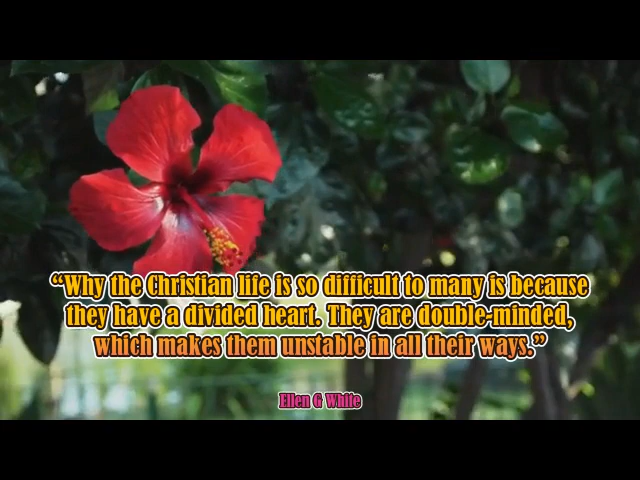 “Why the Christian life is so difficult to many is because
they have a divided heart. They are double-minded,
which makes them unstable in all their ways.”
Ellen G White